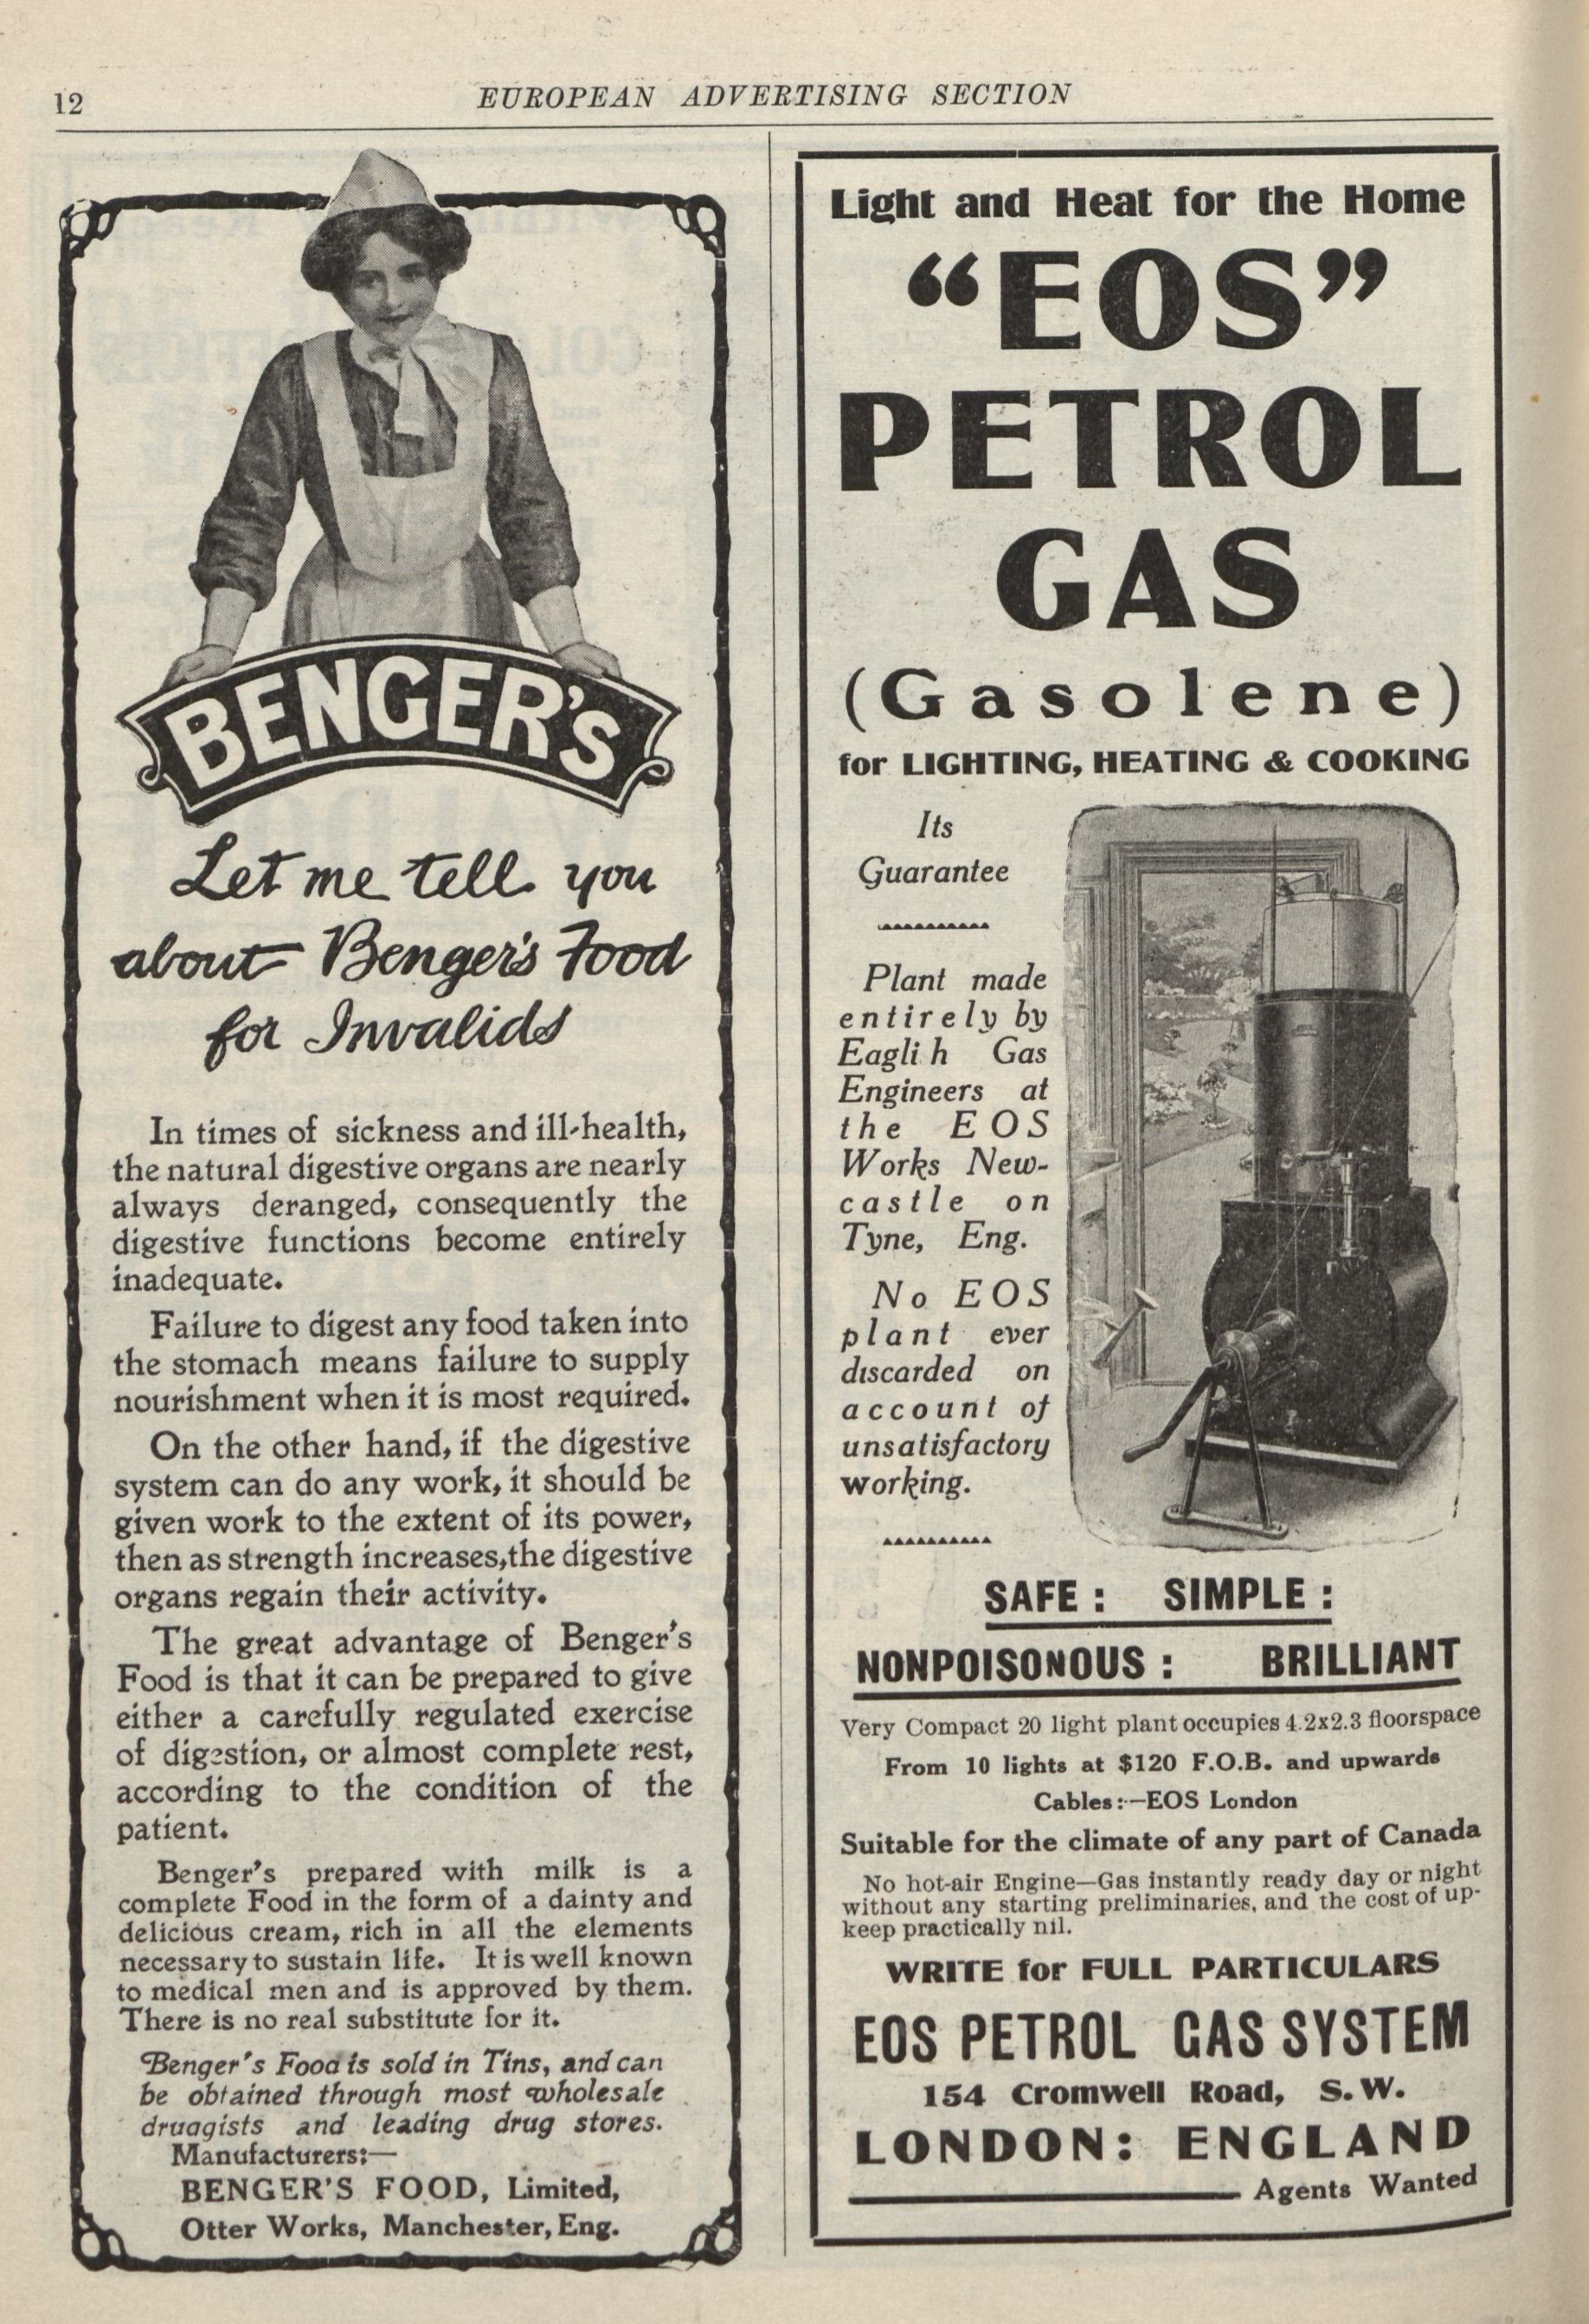 12
EUROPEAN ADVERTISING SECTION
BENGER'S
Let me tell you
about Benger's Food
for Invalids
In times of sickness and ill-health,
the natural digestive organs are nearly
always deranged, consequently the
digestive functions become entirely
inadequate.
Failure to digest any food taken into
the stomach means failure to supply
nourishment when it is most required.
On the other hand, if the digestive
system can do any work, it should be
given work to the extent of its power,
then as strength increases, the digestive
organs regain their activity.
The great advantage of Benger's
Food is that it can be prepared to give
either a carefully regulated exercise
of digestion, or almost complete rest,
according to the condition of the
patient.
Benger's prepared with milk is a
complete Food in the form of a dainty and
delicious cream, rich in all the elements
necessary to sustain life. It is well known
to medical men and is approved by them.
There is no real substitute for it.
Benger's Food is sold in Tins, and can
be obtained through most wholesale
druggists and leading drug stores.
Manufacturers:—
BENGER'S FOOD, Limited,
Otter Works, Manchester, Eng.
Light and Heat for the Home
“EOS”
PETROL
GAS
(Gasolene)
for LIGHTING, HEATING & COOKING
Its
Guarantee
Plant made
entirely by
Eagli h Gas
Engineers at
the EOS
Works New-
castle on
Tyne, Eng.
No EOS
plant ever
discarded on
account of
unsatisfactory
working.
SAFE : SIMPLE :
NONPOISONOUS : BRILLIANT
Very Compact 20 light plant occupies 4.2x2.3 floorspace
From 10 lights at $120 F.O.B. and upwards
Cables:—EOS London
Suitable for the climate of any part of Canada
No hot-air Engine—Gas instantly ready day or night
without any starting preliminaries, and the cost of up-
keep practically nil.
WRITE for FULL PARTICULARS
EOS PETROL GAS SYSTEM
154 Cromwell Road, S.W.
LONDON: ENGLAND
Agents Wanted